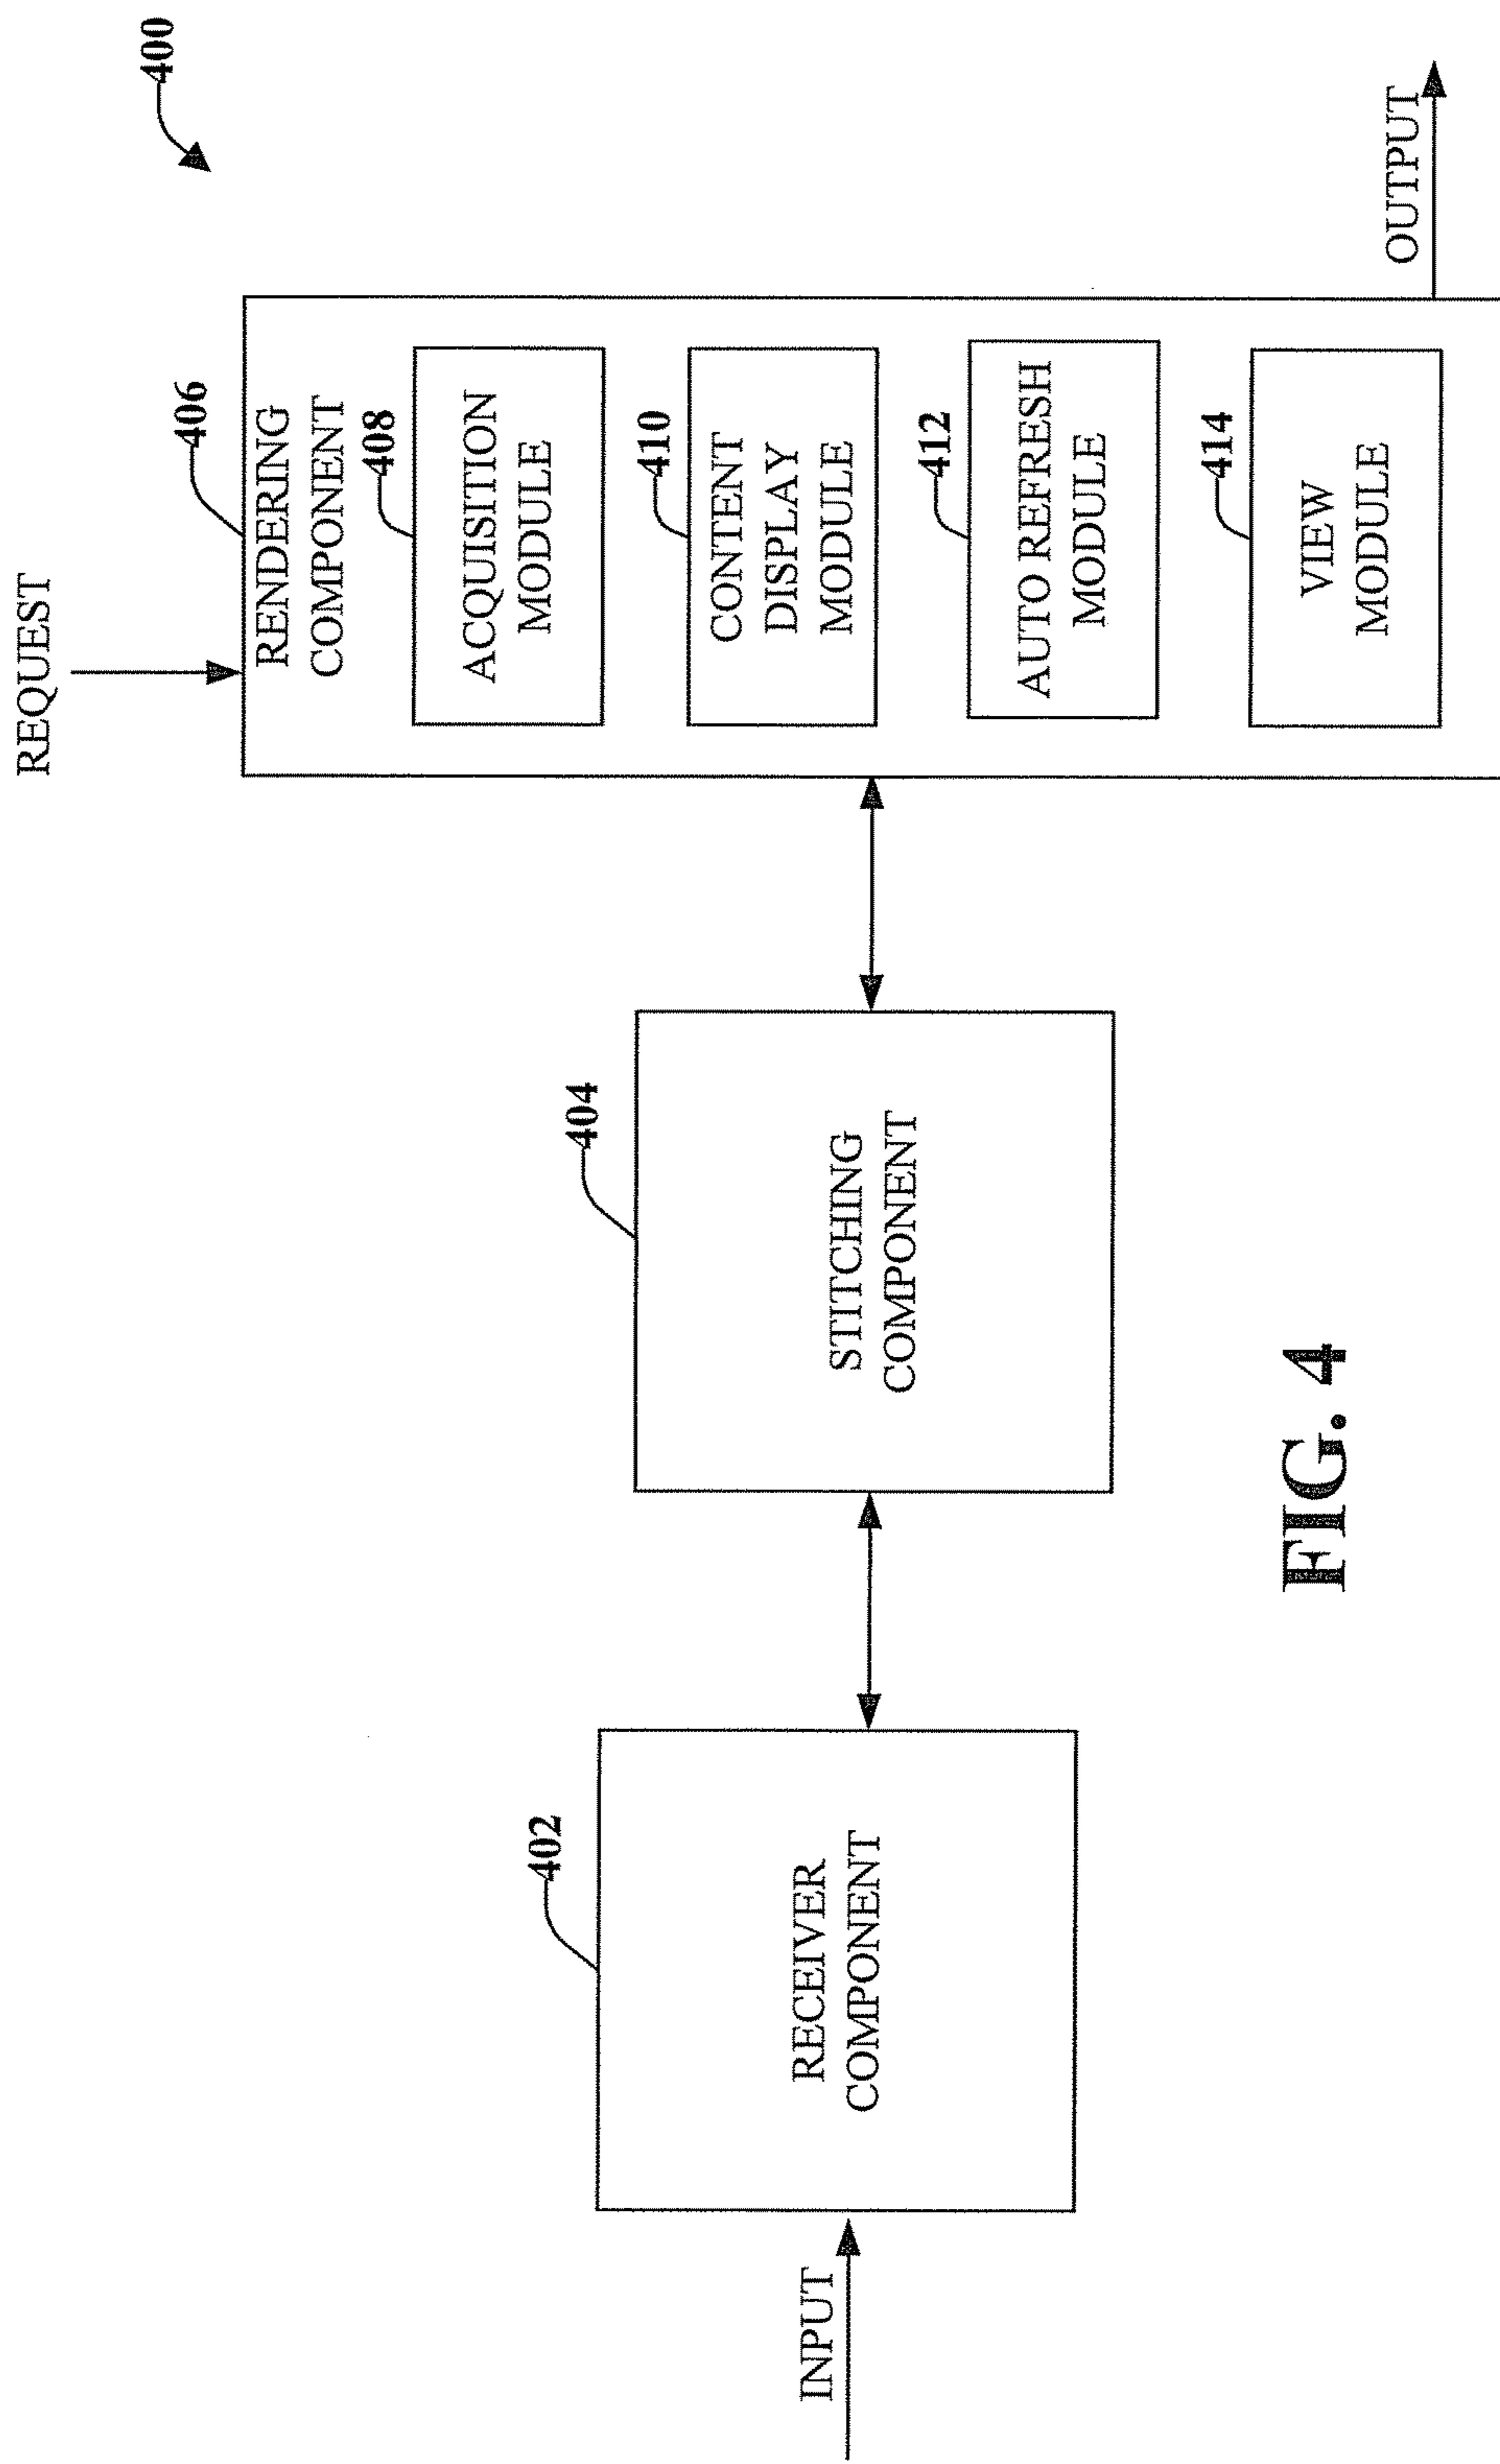 REQUEST
400
406
RENDERING
COMPONENT
408
ACQUISITION
MODULE
410
CONTENT
DISPLAY
MODULE
412
AUTO REFRESH
MODULE
414
VIEW
MODULE
OUTPUT
404
STITCHING
COMPONENT
402
RECEIVER
COMPONENT
INPUT
FIG. 4